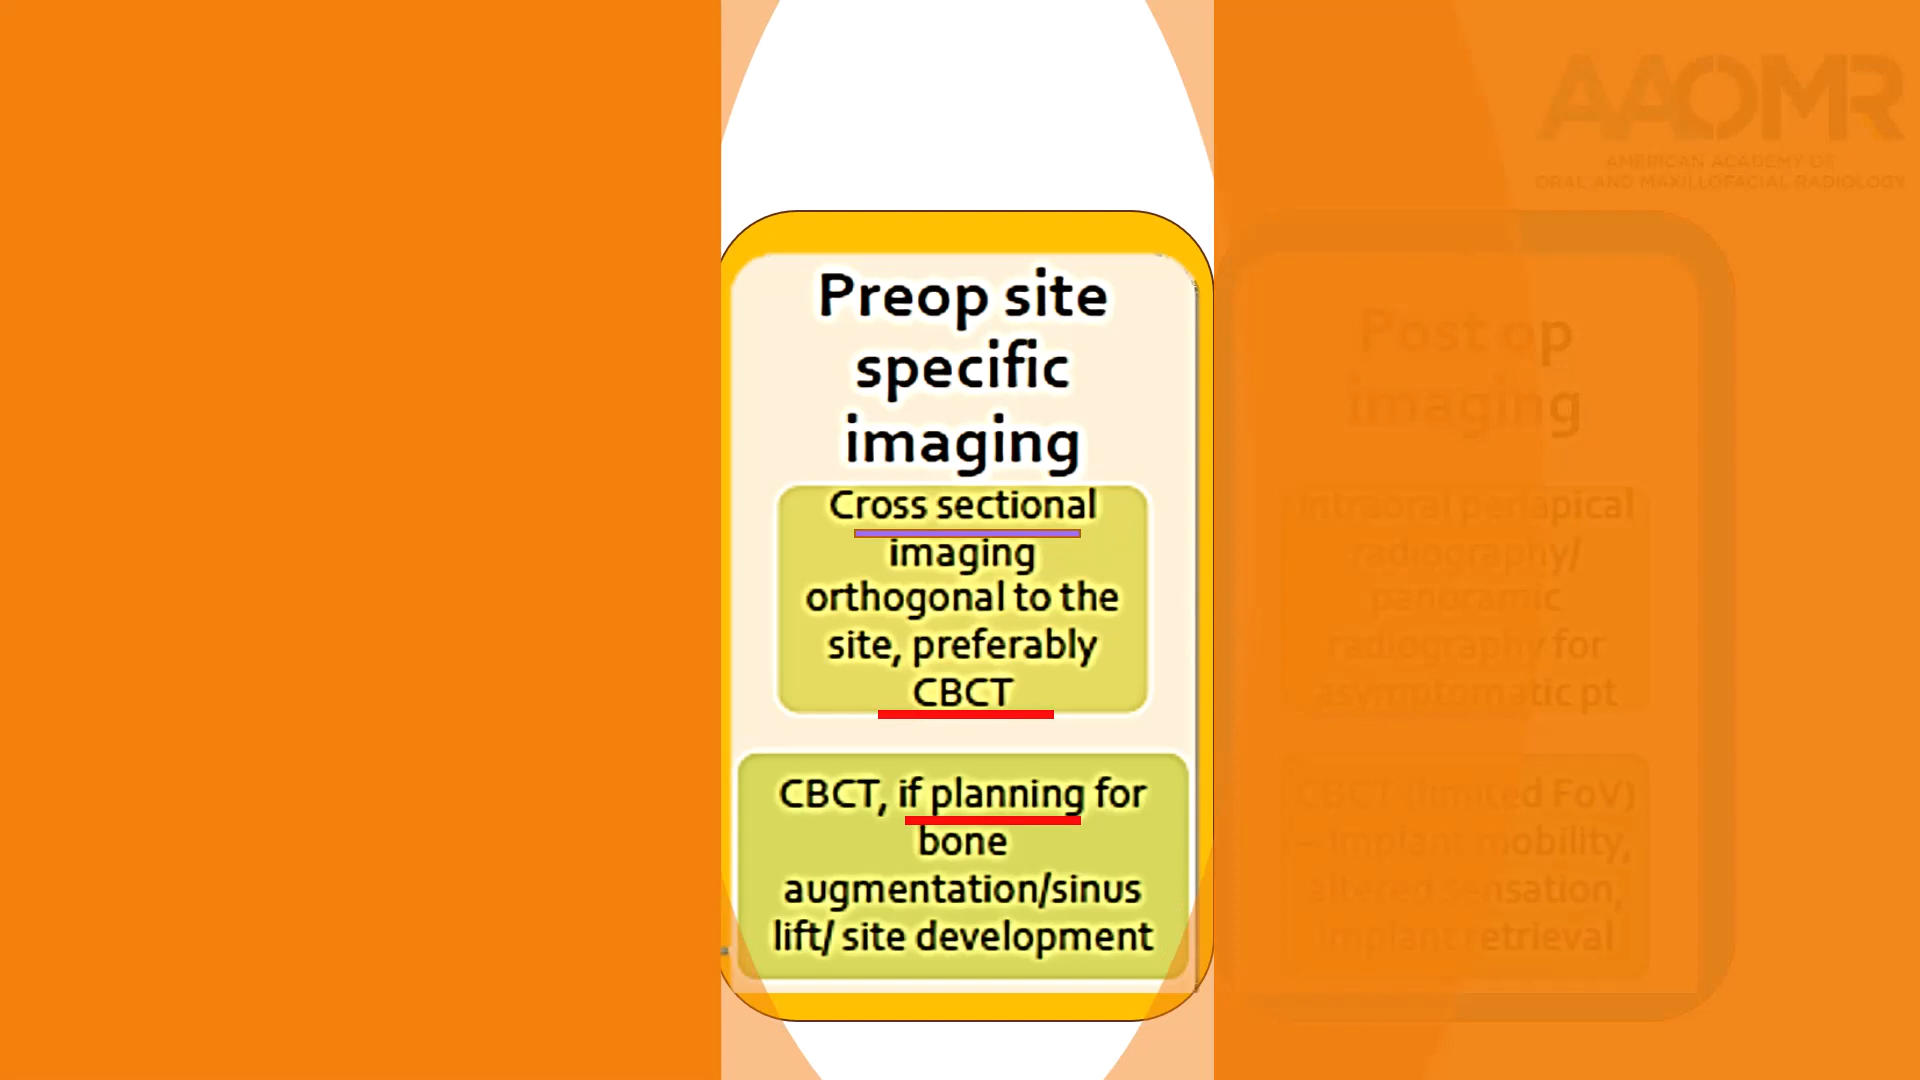 Preop site
specific
imaging
Cross sectional
imaging
orthogonal to the
site, preferably
CBCT
CBCT, if planning for
bone
augmentation/sinus
lift/ site development
AAOMR
AMERICAN ACADEMY OF
ORAL AND MAXILLOFACIAL RADIOLOGY
Post op
imaging
Intraoral periapical
radiography/
panoramic
radiography for
asymptomatic pt
CBCT (limited FoV)
– implant mobility,
altered sensation,
implant retrieval